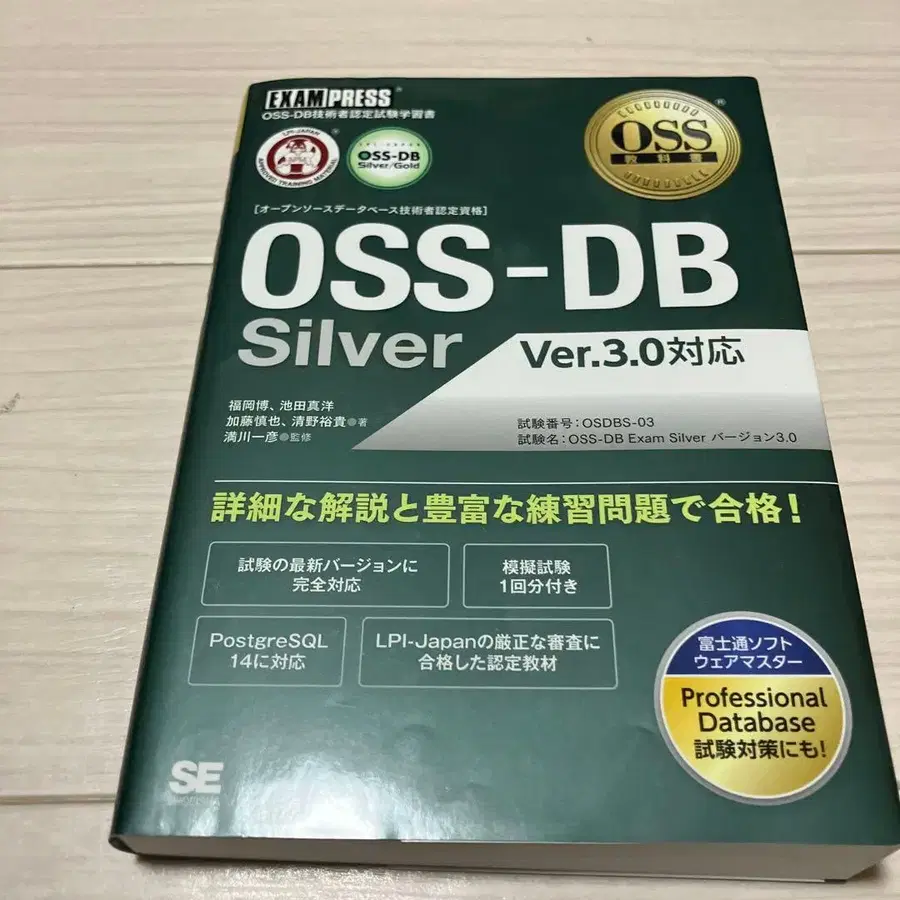 EXAMPRESS®
OSS-DB技術者認定試験学習書
LPI-JAPAN
APPROVED TRAINING MATERIAL
®
LPI-JAPAN
OSS-DB
Silver/Gold
OSS
教科書
®
[オープンソースデータベース技術者認定資格]
OSS-DB
Silver
Ver.3.0対応
福岡博、池田真洋
加藤慎也、清野裕貴●著
満川一彦●監修
試験番号：OSDBS-03
試験名：OSS-DB Exam Silver バージョン3.0
詳細な解説と豊富な練習問題で合格！
試験の最新バージョンに
完全対応
模擬試験
1回分付き
PostgreSQL
14に対応
LPI-Japanの厳正な審査に
合格した認定教材
富士通ソフト
ウェアマスター
Professional
Database
試験対策にも！
SE